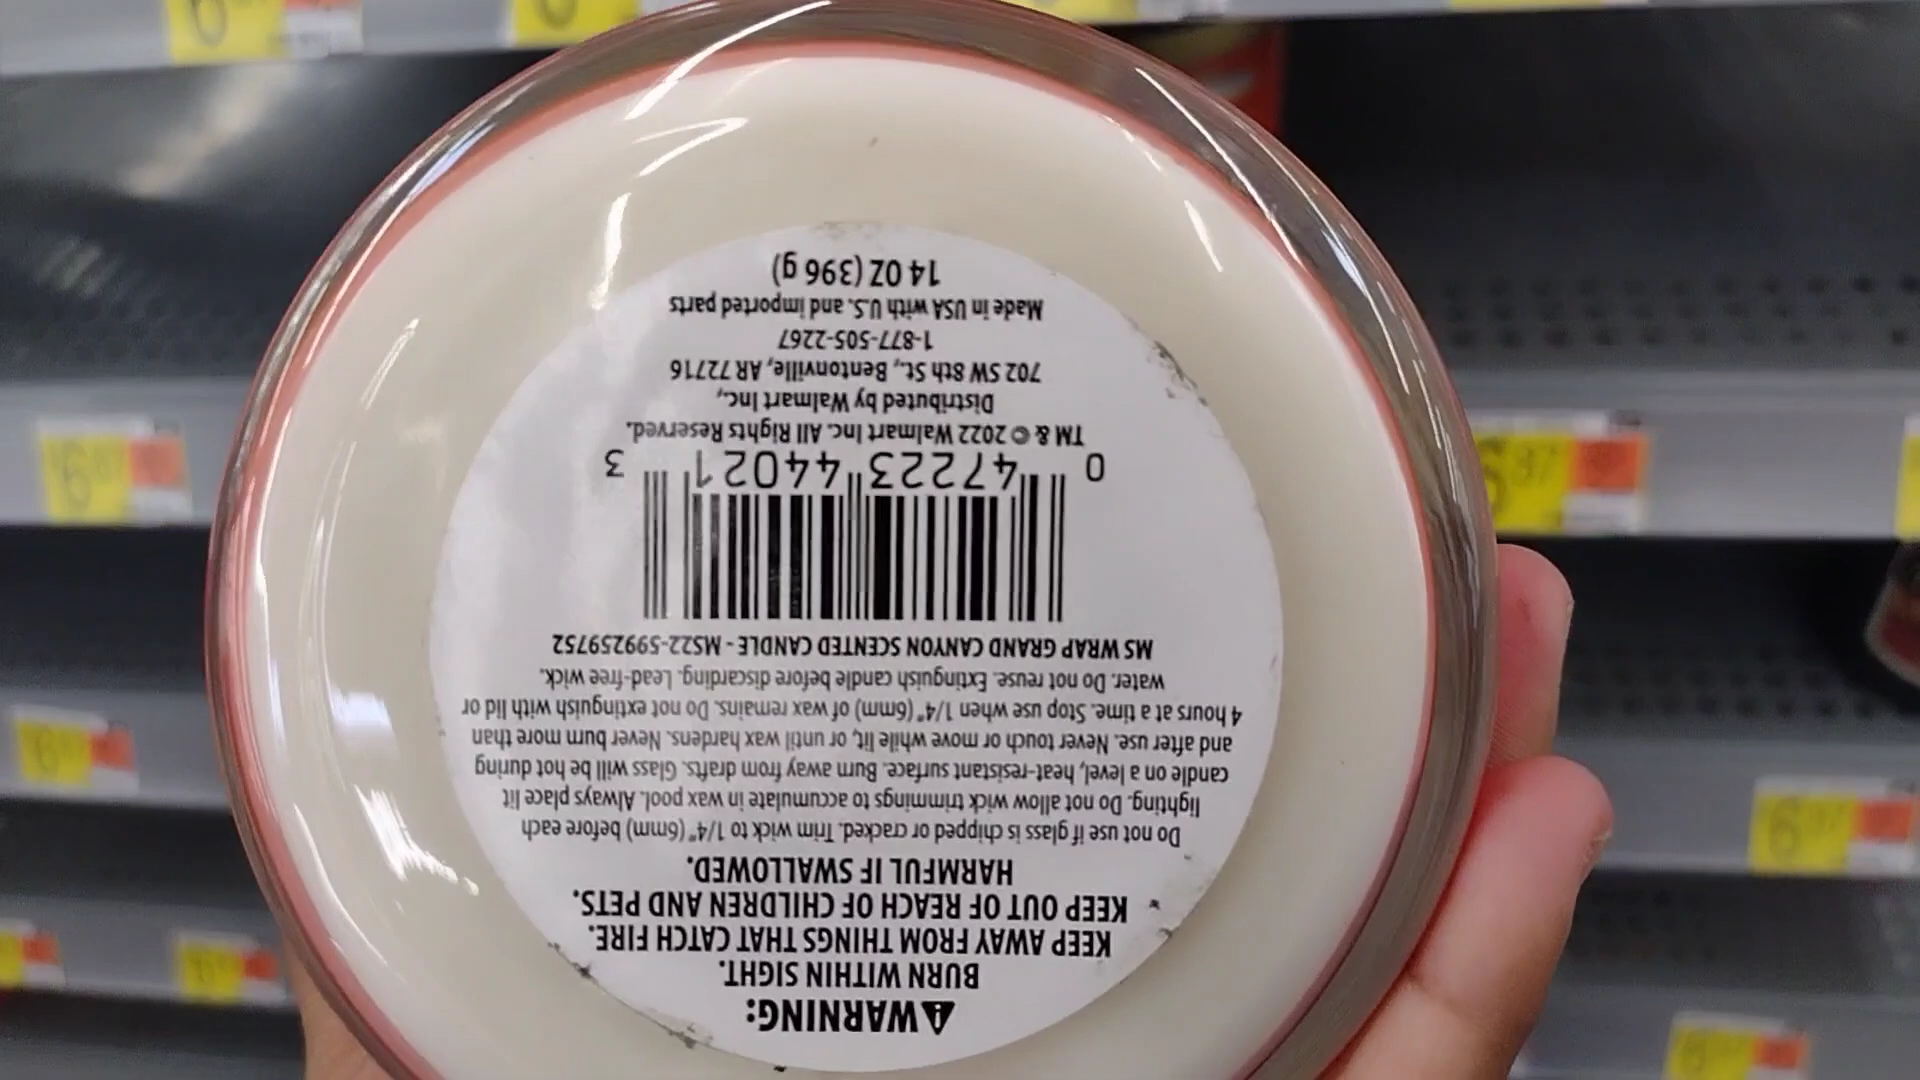 ⚠WARNING:
BURN WITHIN SIGHT.
KEEP AWAY FROM THINGS THAT CATCH FIRE.
KEEP OUT OF REACH OF CHILDREN AND PETS.
HARMFUL IF SWALLOWED.
Do not use if glass is chipped or cracked. Trim wick to 1/4" (6mm) before each
lighting. Do not allow wick trimmings to accumulate in wax pool. Always place lit
candle on a level, heat-resistant surface. Burn away from drafts. Glass will be hot during
and after use. Never touch or move while lit, or until wax hardens. Never burn more than
4 hours at a time. Stop use when 1/4" (6mm) of wax remains. Do not extinguish with lid or
water. Do not reuse. Extinguish candle before discarding. Lead-free wick.
MS WRAP GRAND CANYON SCENTED CANDLE - MS22-599259752
0 47223 44021 3
TM & © 2022 Walmart Inc. All Rights Reserved.
Distributed by Walmart Inc.,
702 SW 8th St., Bentonville, AR 72716
1-877-505-2267
Made in USA with U.S. and imported parts
14 OZ (396 g)